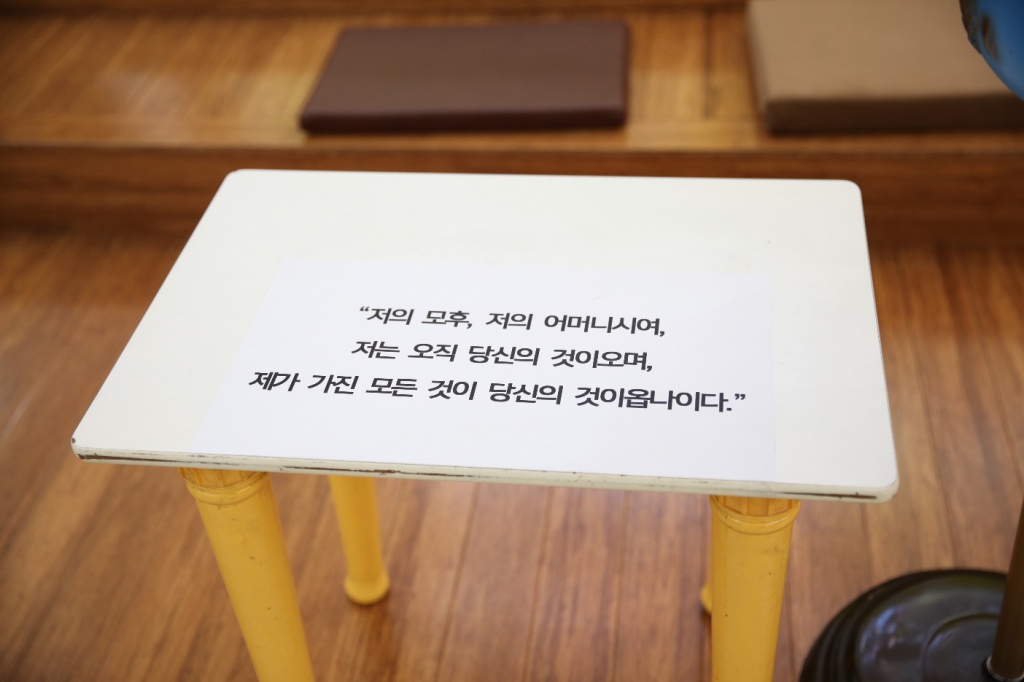 “저의 모후, 저의 어머니시여,
저는 오직 당신의 것이오며,
제가 가진 모든 것이 당신의 것이옵나이다.”